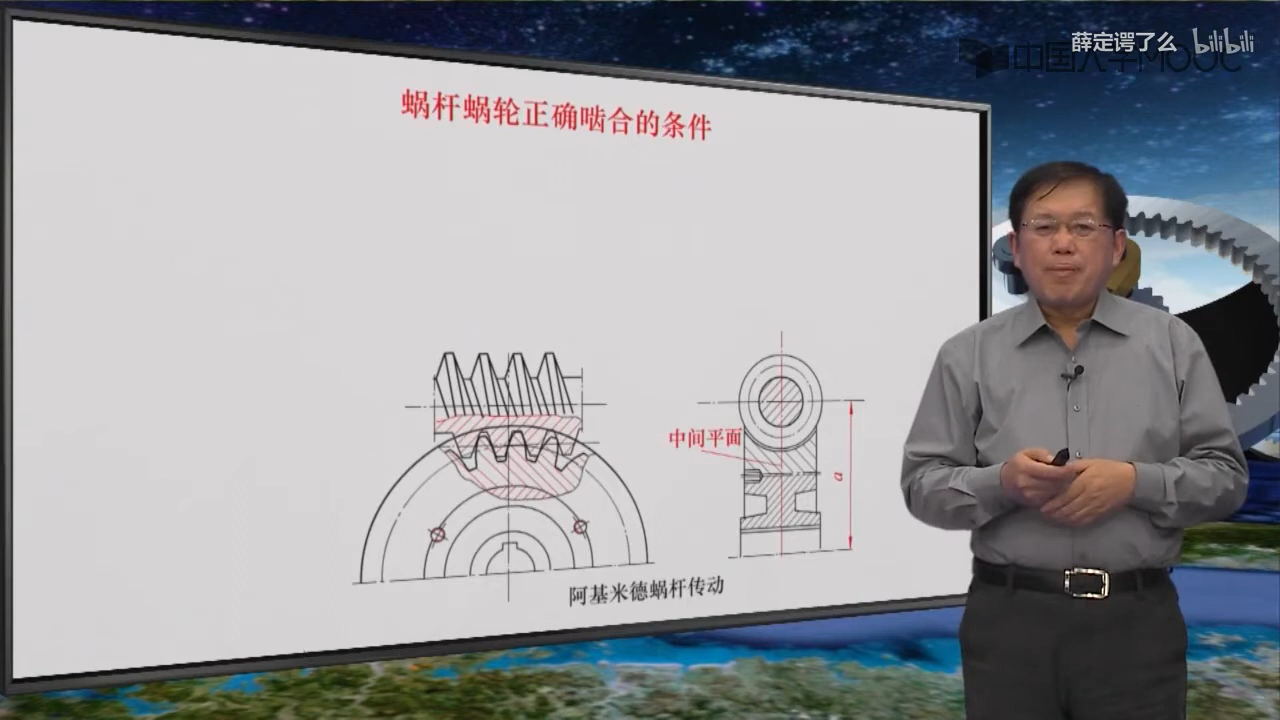 薛定谔了么 bilibili
中国大学MOOC
蜗杆蜗轮正确啮合的条件
中间平面
a
阿基米德蜗杆传动